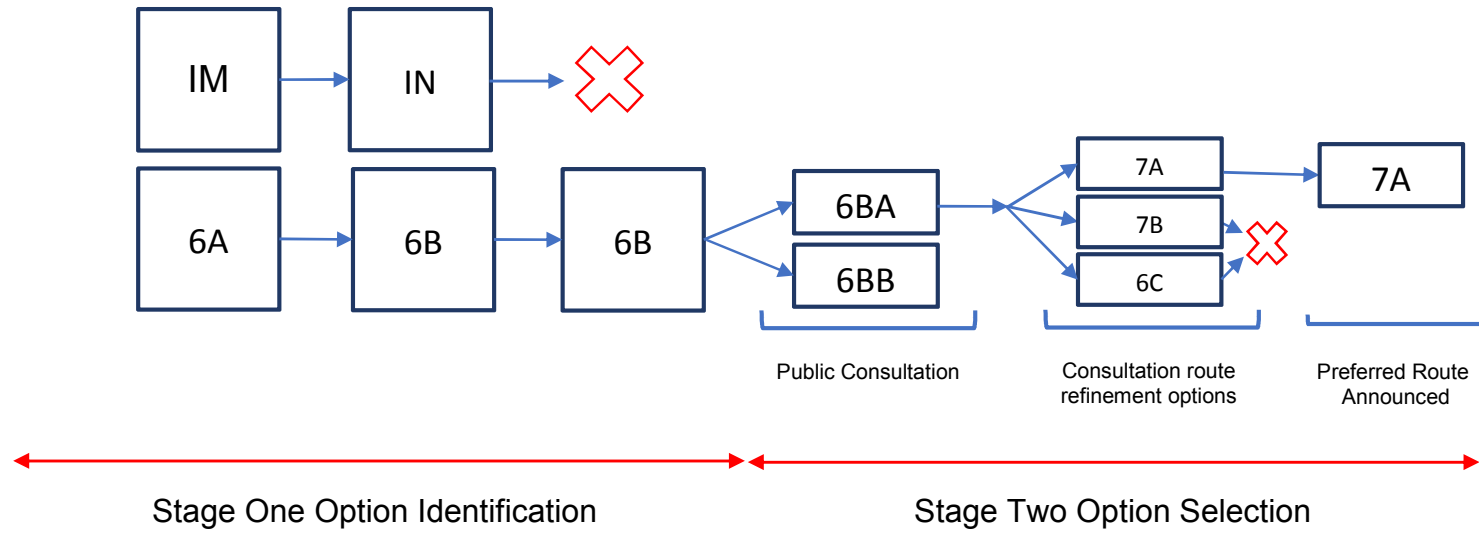 IM
IN
6A
6B
6B
6BA
6BB
7A
7B
6C
7A
Public Consultation
Consultation route
refinement options
Preferred Route
Announced
Stage One Option Identification
Stage Two Option Selection